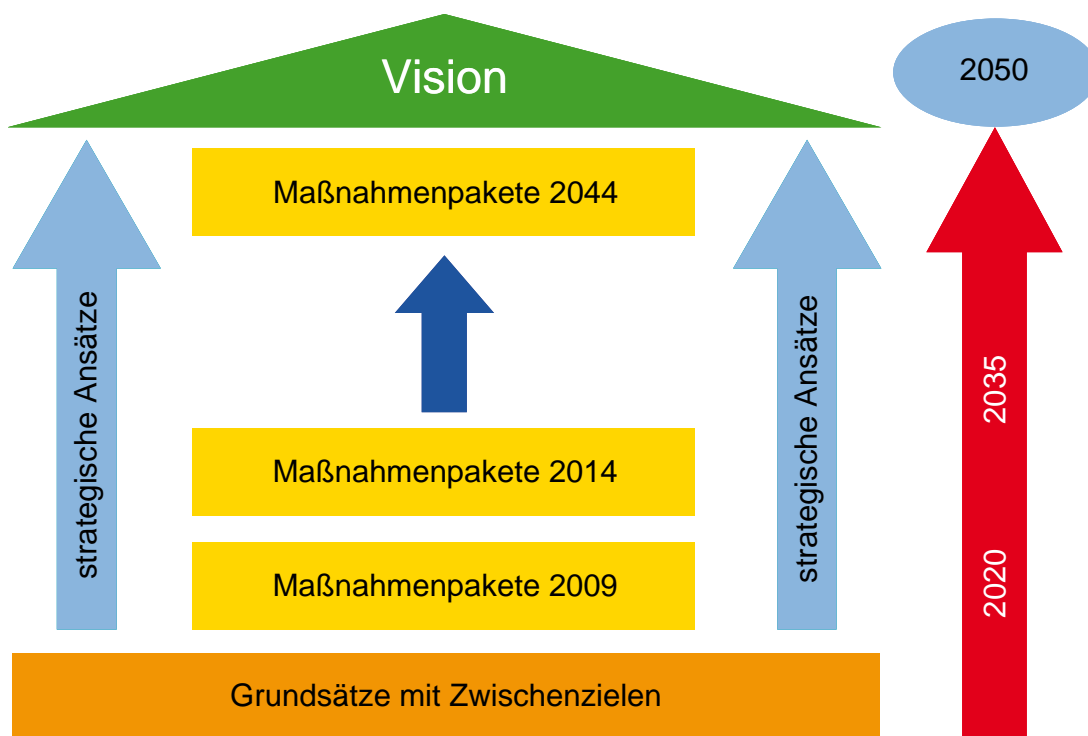 Vision
2050
Maßnahmenpakete 2044
strategische Ansätze
strategische Ansätze
2035
Maßnahmenpakete 2014
Maßnahmenpakete 2009
2020
Grundsätze mit Zwischenzielen